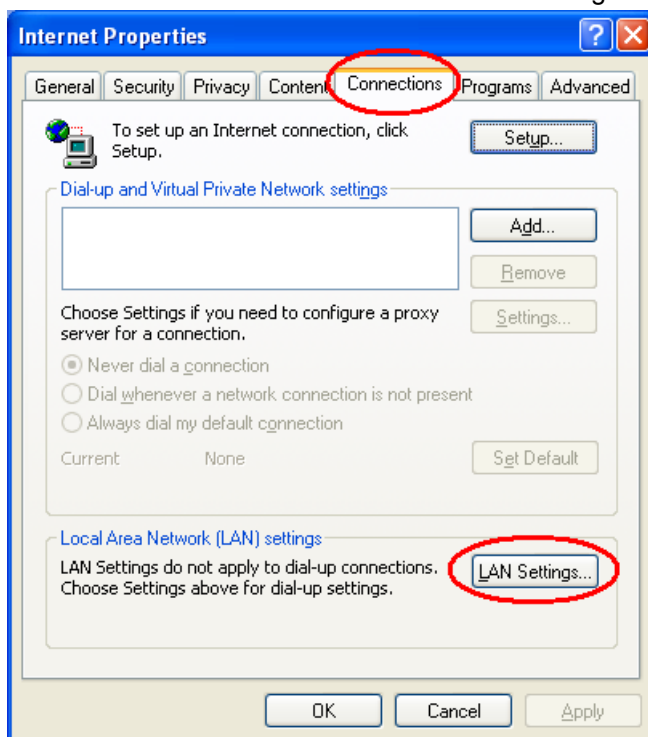 Internet Properties
General Security Privacy Content Connections Programs Advanced
To set up an Internet connection, click
Setup.
Setup...
Dial-up and Virtual Private Network settings
Add...
Remove
Choose Settings if you need to configure a proxy
server for a connection.
Settings...
Never dial a connection
Dial whenever a network connection is not present
Always dial my default connection
Current None
Set Default
Local Area Network (LAN) settings
LAN Settings do not apply to dial-up connections.
Choose Settings above for dial-up settings.
LAN Settings...
OK Cancel Apply